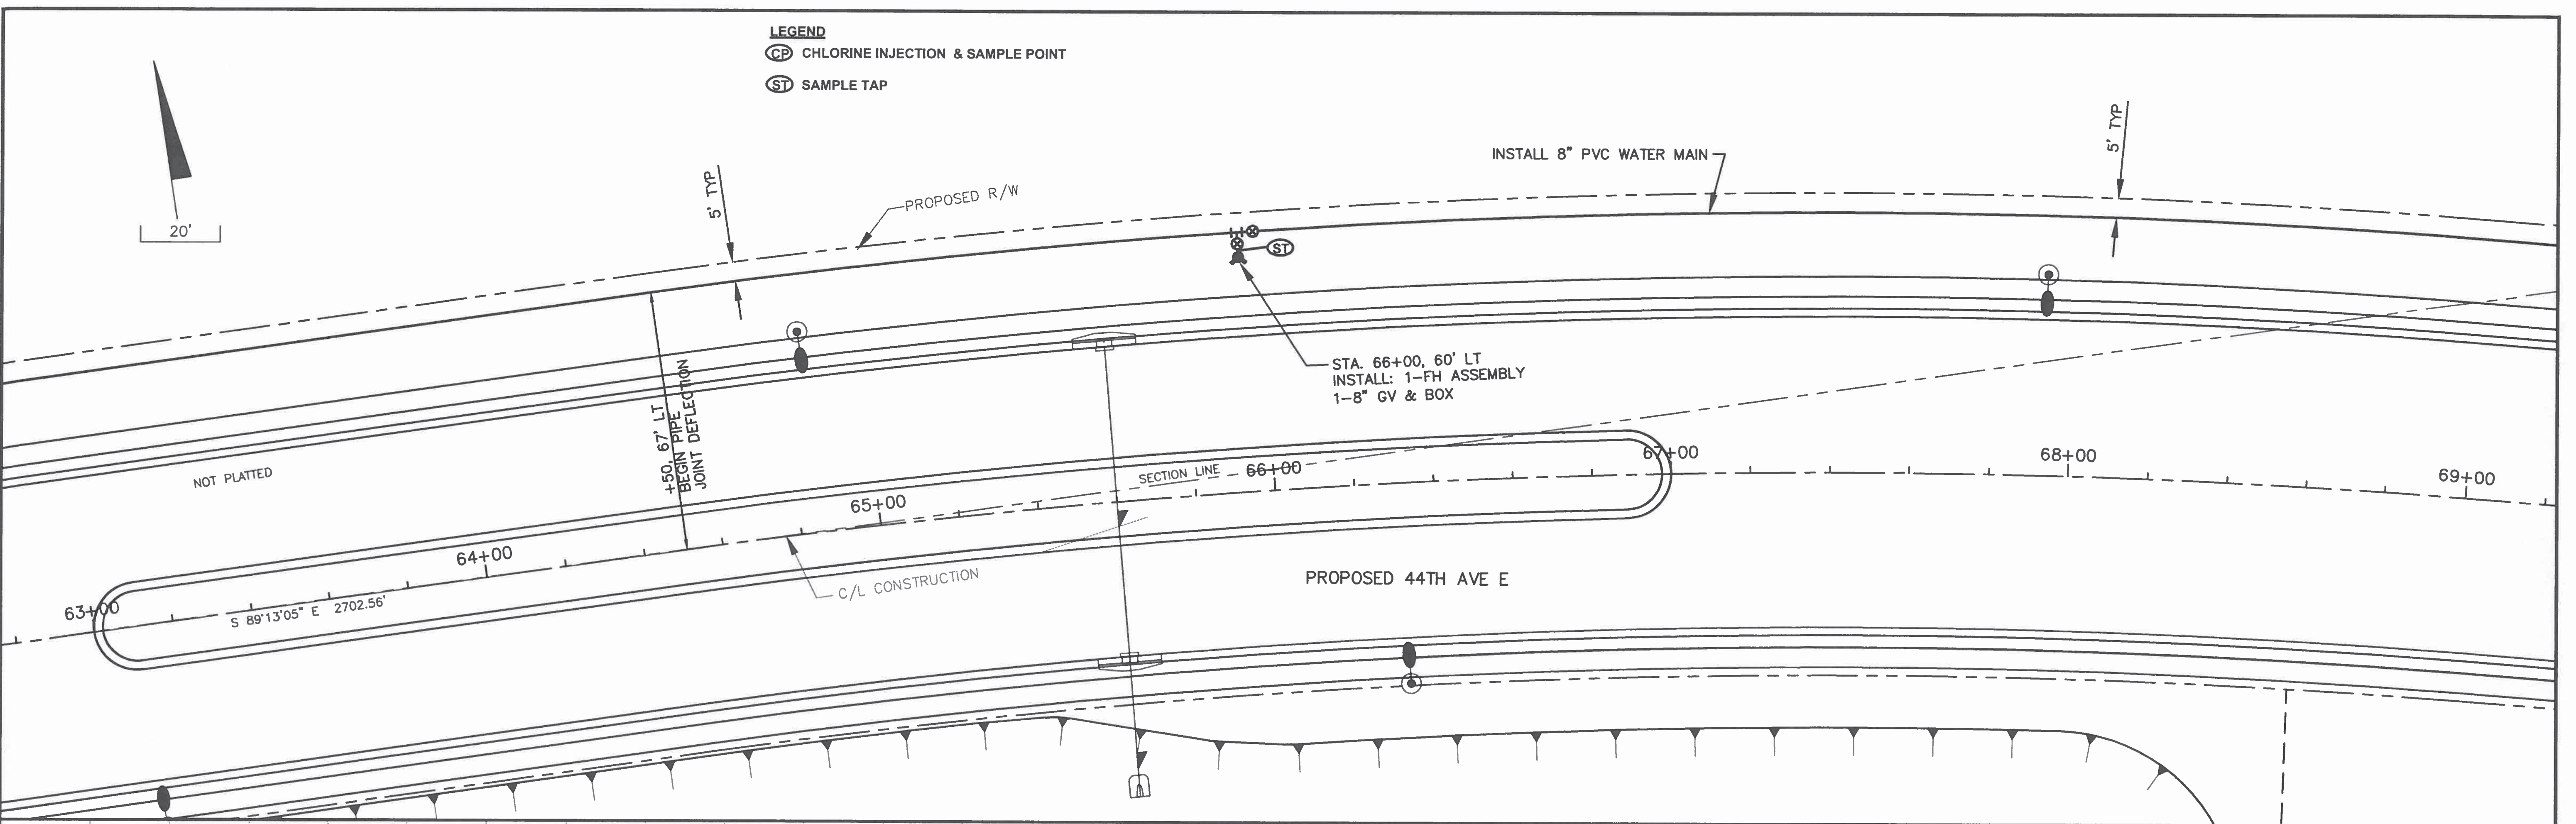 LEGEND
CP CHLORINE INJECTION & SAMPLE POINT
ST SAMPLE TAP
20'
5' TYP
PROPOSED R/W
INSTALL 8" PVC WATER MAIN
5' TYP
ST
STA. 66+00, 60' LT
INSTALL: 1-FH ASSEMBLY
1-8" GV & BOX
+50, 67' LT
BEGIN PIPE
JOINT DEFLECTION
NOT PLATTED
SECTION LINE
63+00
64+00
65+00
66+00
67+00
68+00
69+00
S 89°13'05" E 2702.56'
C/L CONSTRUCTION
PROPOSED 44TH AVE E